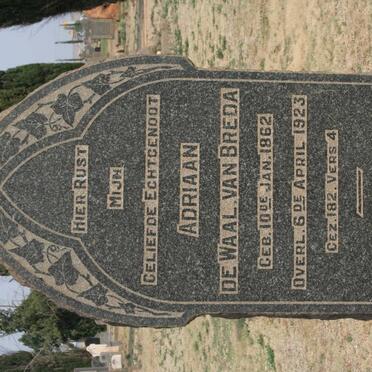 HIER RUST
MIJN
GELIEFDE ECHTGENOOT
ADRIAAN
DE WAAL VAN BREDA
GEB. 10DE JAN. 1862
OVERL. 6DE APRIL 1923
GEZ. 182. VERS 4